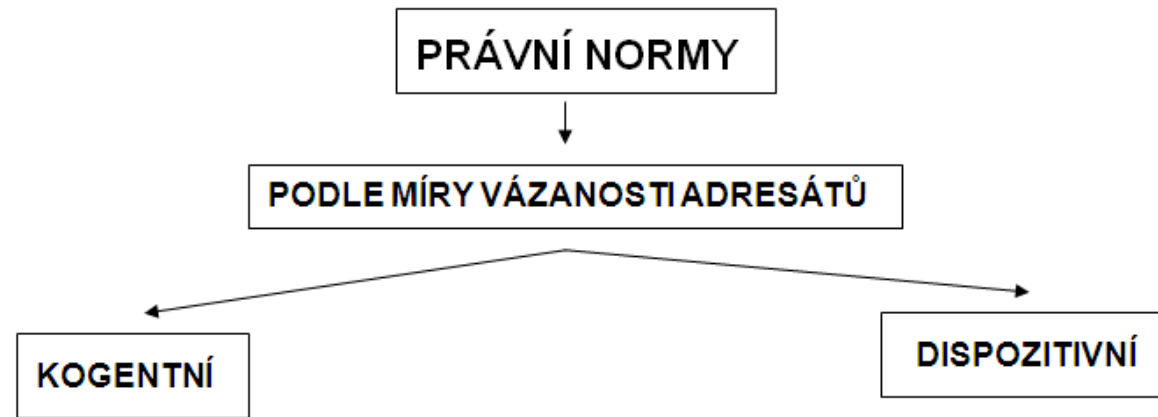 PRÁVNÍ NORMY
PODLE MÍRY VÁZANOSTI ADRESÁTŮ
KOGENTNÍ
DISPOZITIVNÍ